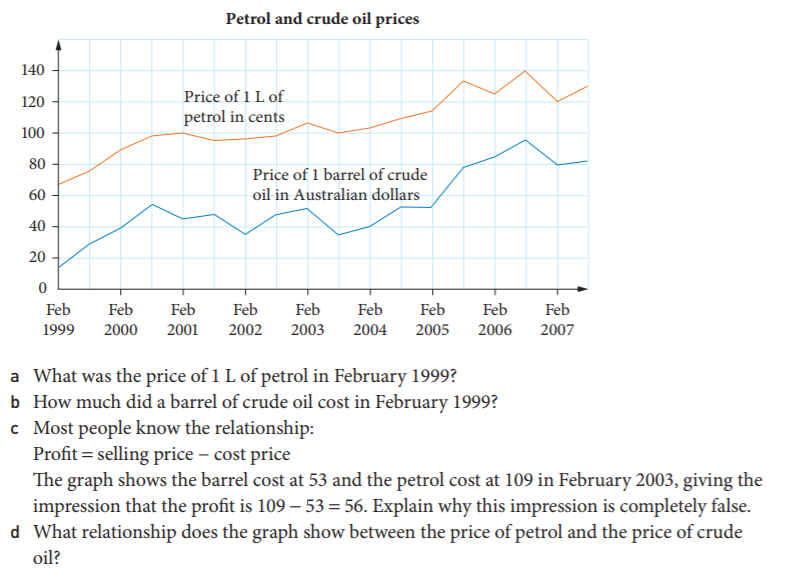 Petrol and crude oil prices
140
120
100
80
60
40
20
0
Price of 1 L of
petrol in cents
Price of 1 barrel of crude
oil in Australian dollars
Feb Feb Feb Feb Feb Feb Feb Feb Feb
1999 2000 2001 2002 2003 2004 2005 2006 2007
a What was the price of 1 L of petrol in February 1999?
b How much did a barrel of crude oil cost in February 1999?
c Most people know the relationship:
Profit = selling price − cost price
The graph shows the barrel cost at 53 and the petrol cost at 109 in February 2003, giving the
impression that the profit is 109 − 53 = 56. Explain why this impression is completely false.
d What relationship does the graph show between the price of petrol and the price of crude
oil?